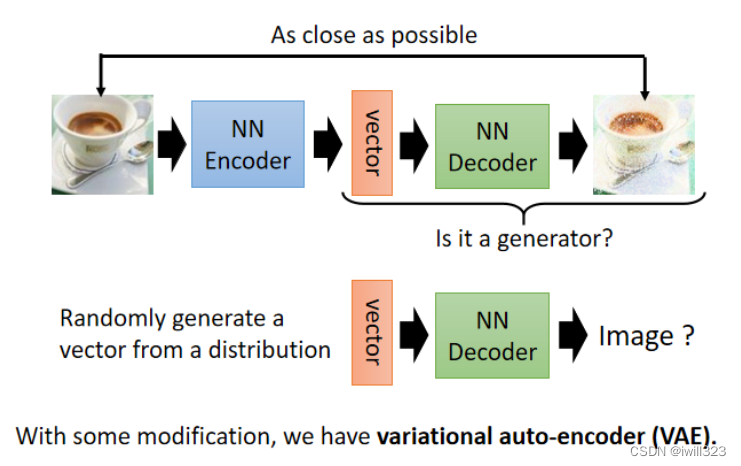 As close as possible
NN
Encoder
vector
NN
Decoder
Is it a generator?
Randomly generate a
vector from a distribution
vector
NN
Decoder
Image ?
With some modification, we have variational auto-encoder (VAE).
CSDN @iwill323